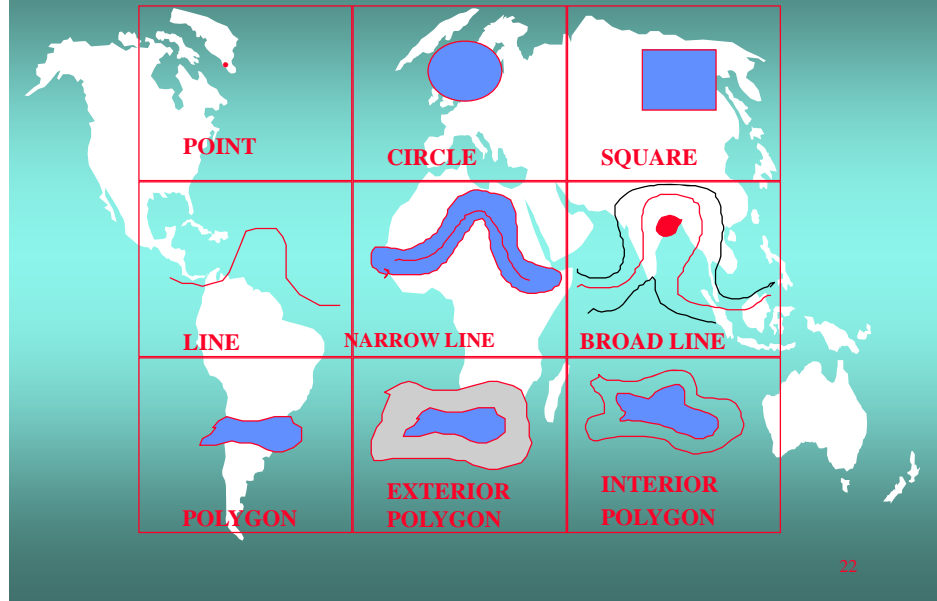 POINT
CIRCLE
SQUARE
LINE
NARROW LINE
BROAD LINE
POLYGON
EXTERIOR
POLYGON
INTERIOR
POLYGON
22